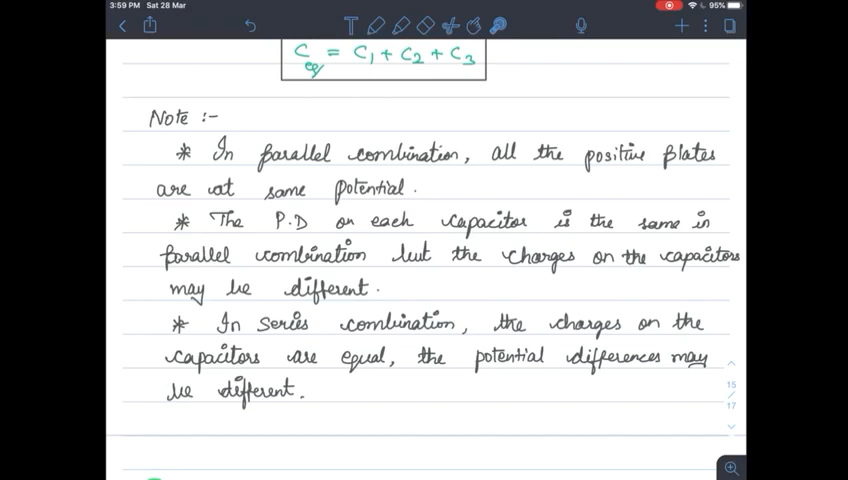 3:59 PM Sat 28 Mar
95%
C eq = C1 + C2 + C3
Note :-
* In parallel combination, all the positive plates
are at same potential.
* The P.D on each capacitor is the same in
parallel combination but the charges on the capacitors
may be different.
* In series combination, the charges on the
capacitors are equal, the potential differences may
be different.
15
/
17